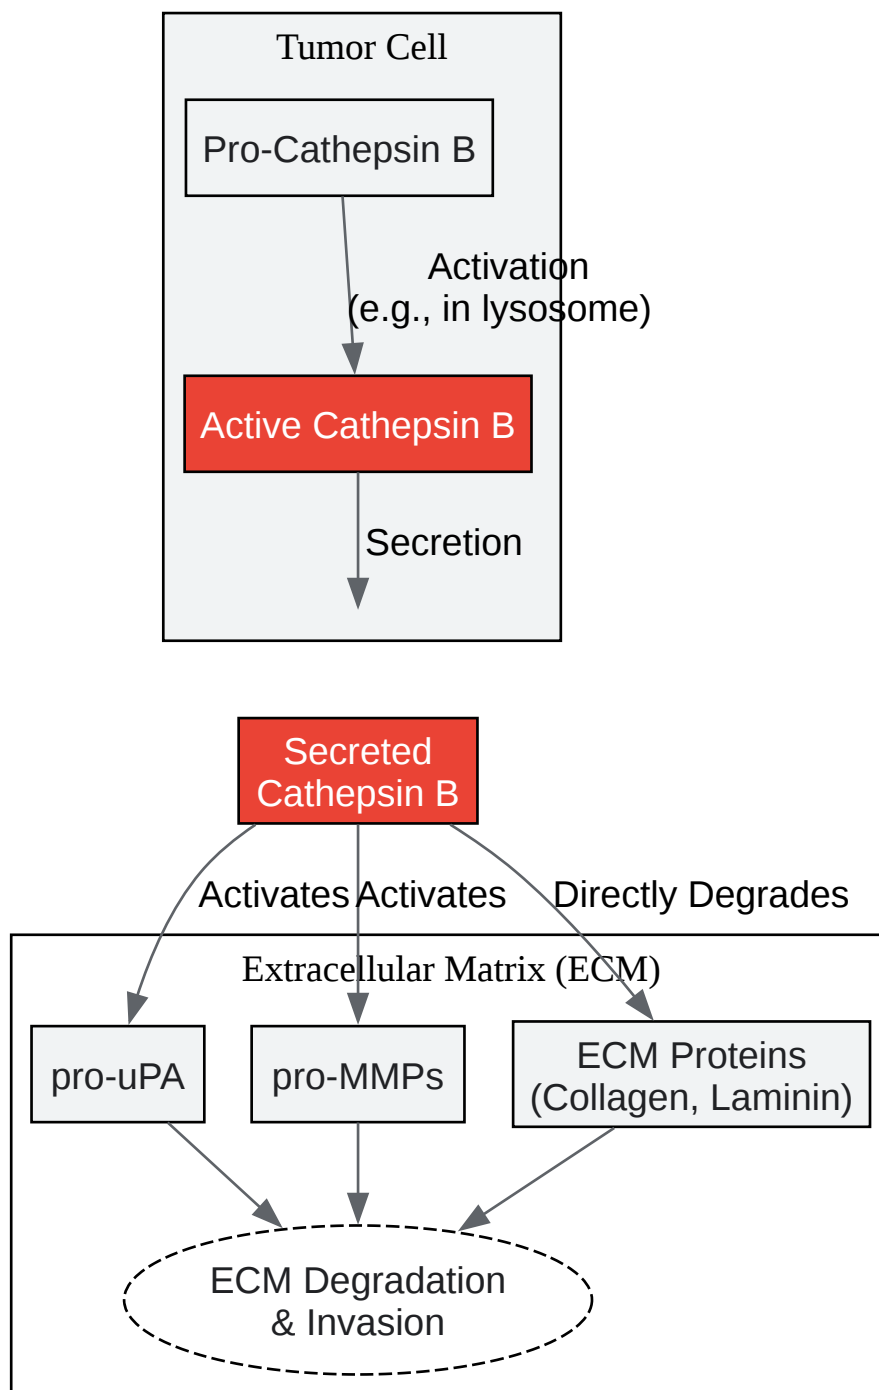 Tumor Cell
Pro-Cathepsin B
Activation
(e.g., in lysosome)
Active Cathepsin B
Secretion
Secreted
Cathepsin B
Activates
Activates
Directly Degrades
Extracellular Matrix (ECM)
pro-uPA
pro-MMPs
ECM Proteins
(Collagen, Laminin)
ECM Degradation
& Invasion